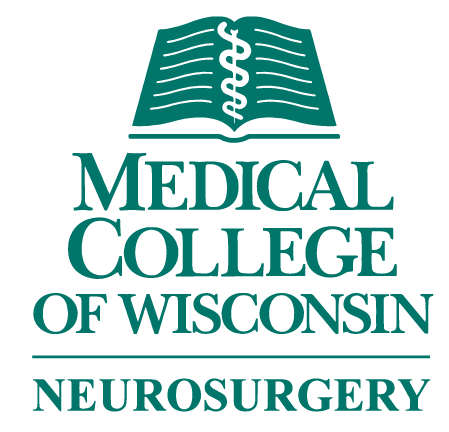 MEDICAL
COLLEGE
OF WISCONSIN
NEUROSURGERY